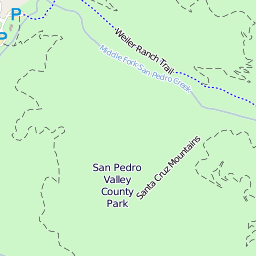 P
P
Weiler Ranch Trail
Middle Fork San Pedro Creek
San Pedro
Valley
County
Park
Santa Cruz Mountains